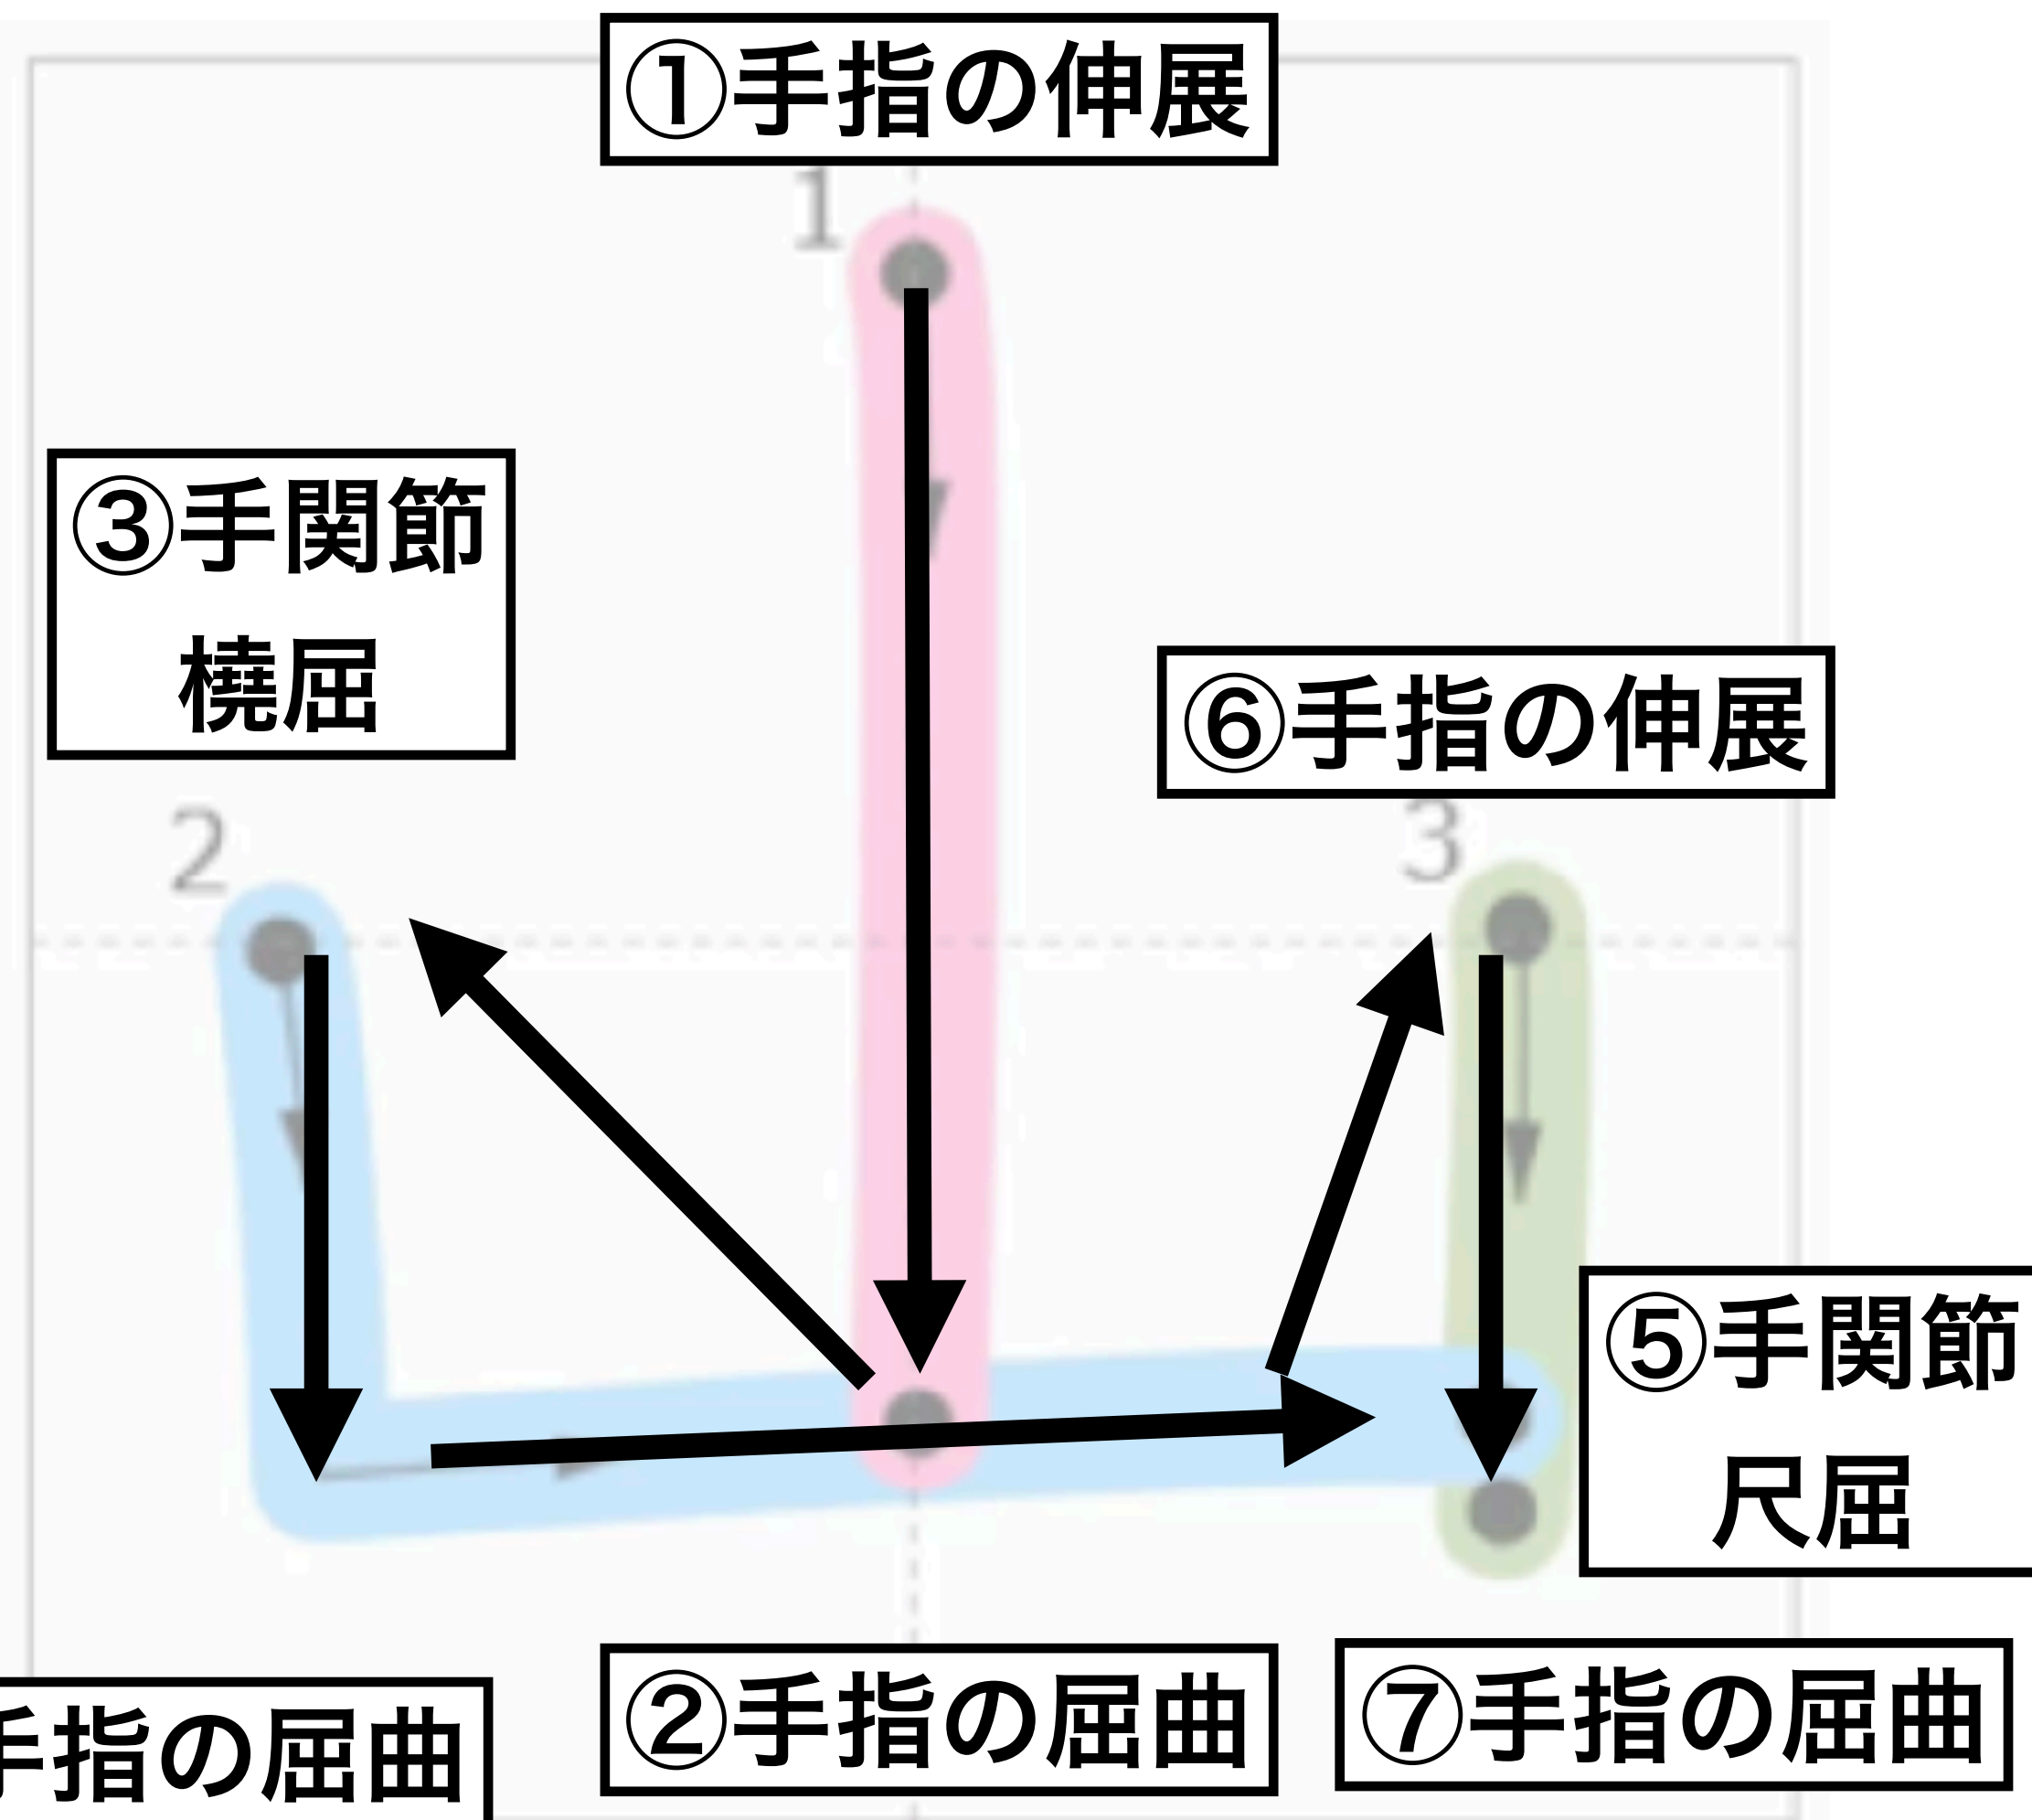 ①手指の伸展
1
③手関節
橈屈
⑥手指の伸展
2
3
⑤手関節
尺屈
手指の屈曲
②手指の屈曲
⑦手指の屈曲